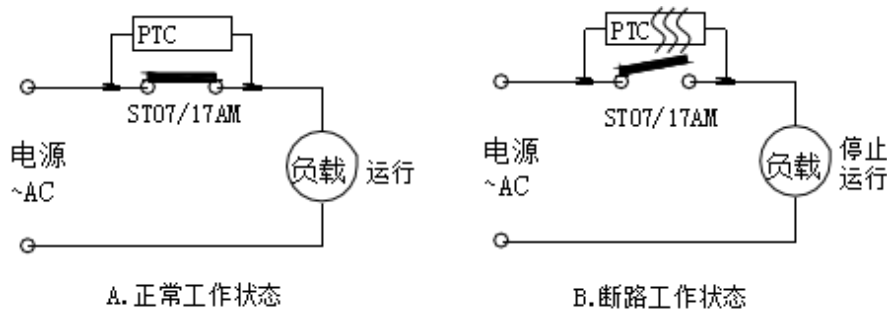 PTC
ST07/17AM
电源
~AC
负载
运行
A.正常工作状态
PTC
ST07/17AM
电源
~AC
负载
停止
运行
B.断路工作状态